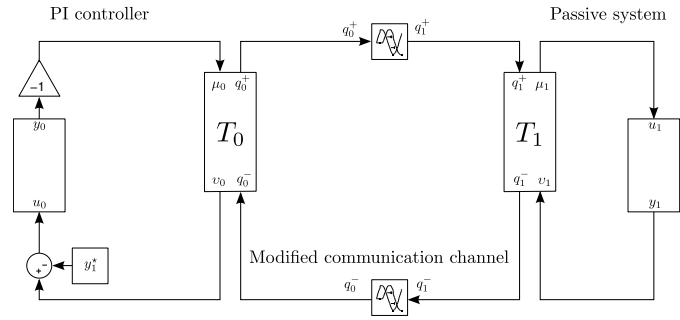 PI controller
Passive system
q₀⁺ q₁⁺
−1
μ₀ q₀⁺
q₁⁺ μ₁
y₀
T₀
T₁
u₁
u₀
υ₀ q₀⁻
q₁⁻ υ₁
y₁
+ −
y₁*
Modified communication channel
q₀⁻ q₁⁻